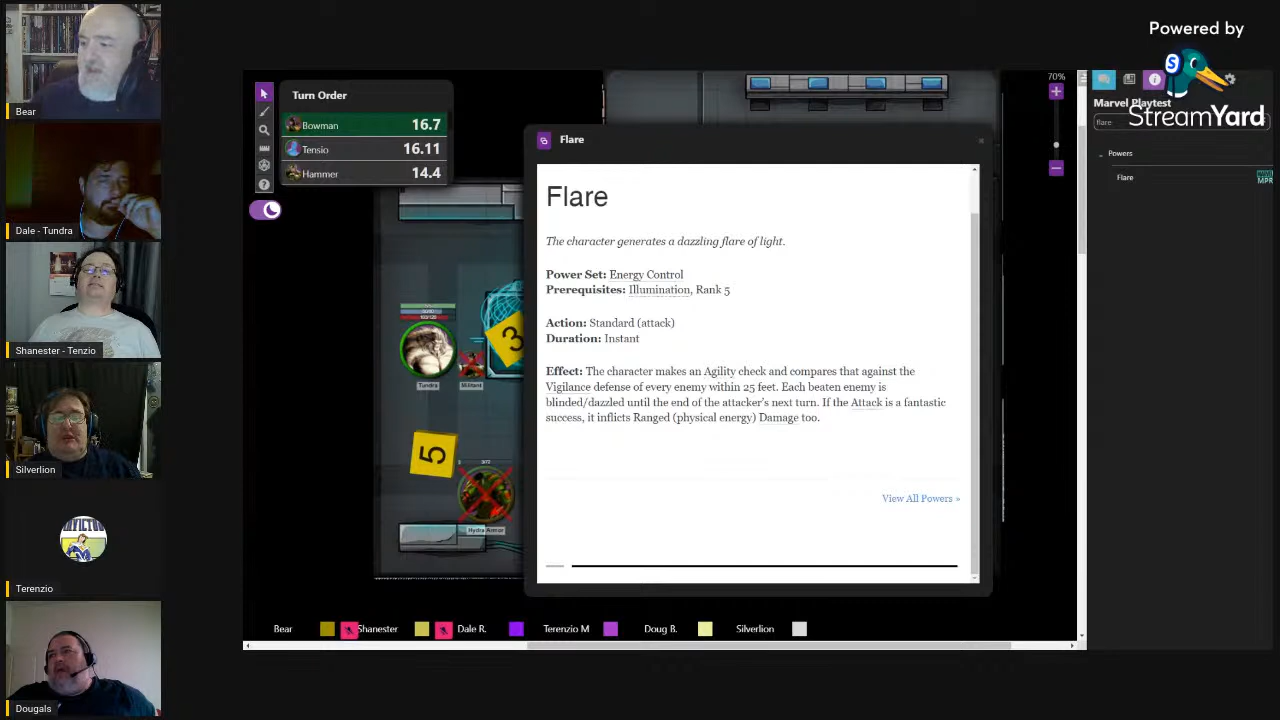 Powered by
StreamYard
Bear
Dale - Tundra
Shanester - Tenzio
Silverlion
INVICTUS
Terenzio
Dougals
Turn Order
Bowman 16.7
Tensio 16.11
Hammer 14.4
3
Tundra
Militant
5
Hydra Armor
Flare
Flare
The character generates a dazzling flare of light.
Power Set: Energy Control
Prerequisites: Illumination, Rank 5
Action: Standard (attack)
Duration: Instant
Effect: The character makes an Agility check and compares that against the
Vigilance defense of every enemy within 25 feet. Each beaten enemy is
blinded/dazzled until the end of the attacker's next turn. If the Attack is a fantastic
success, it inflicts Ranged (physical energy) Damage too.
View All Powers »
70%
Marvel Playtest
flare
Powers
Flare
MPR
Bear
Shanester
Dale R.
Terenzio M
Doug B.
Silverlion